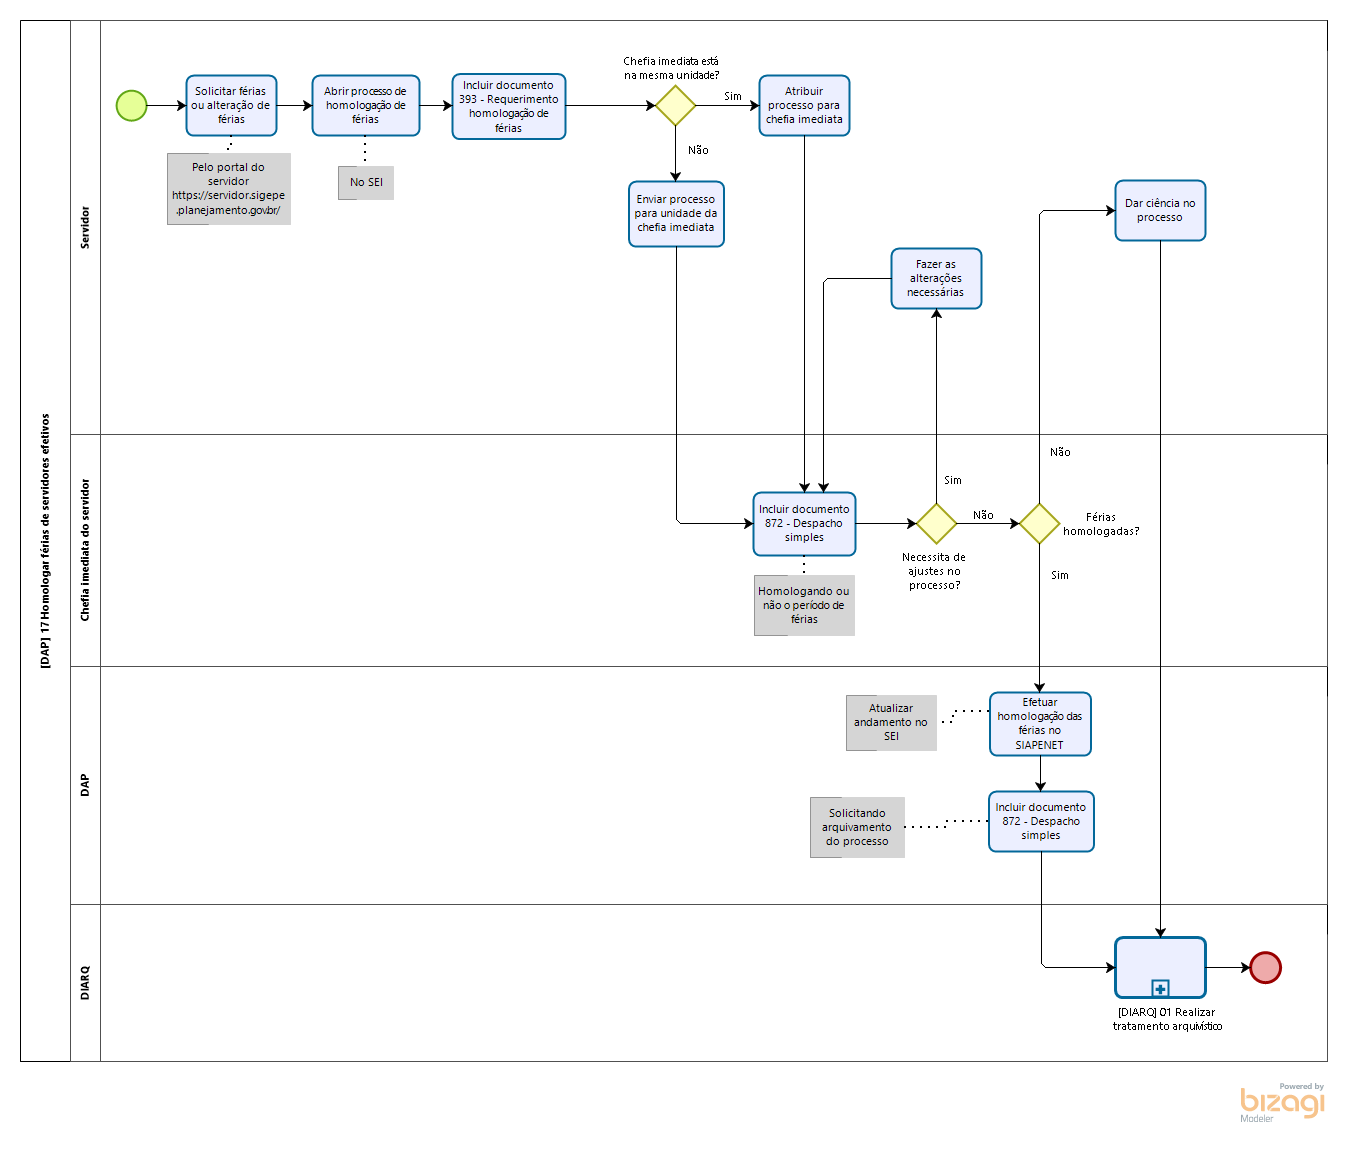 [DAP] 17 Homologar férias de servidores efetivos
Servidor
Solicitar férias
ou alteração de
férias
Pelo portal do
servidor
https://servidor.sigepe
.planejamento.gov.br/
Abrir processo de
homologação de
férias
No SEI
Incluir documento
393 - Requerimento
homologação de
férias
Chefia imediata está
na mesma unidade?
Sim
Não
Atribuir
processo para
chefia imediata
Enviar processo
para unidade da
chefia imediata
Fazer as
alterações
necessárias
Dar ciência no
processo
Chefia imediata do servidor
Incluir documento
872 - Despacho
simples
Homologando ou
não o período de
férias
Sim
Necessita de
ajustes no
processo?
Não
Não
Férias
homologadas?
Sim
DAP
Atualizar
andamento no
SEI
Efetuar
homologação das
férias no
SIAPENET
Solicitando
arquivamento
do processo
Incluir documento
872 - Despacho
simples
DIARQ
[DIARQ] 01 Realizar
tratamento arquivístico
Powered by
bizagi
Modeler